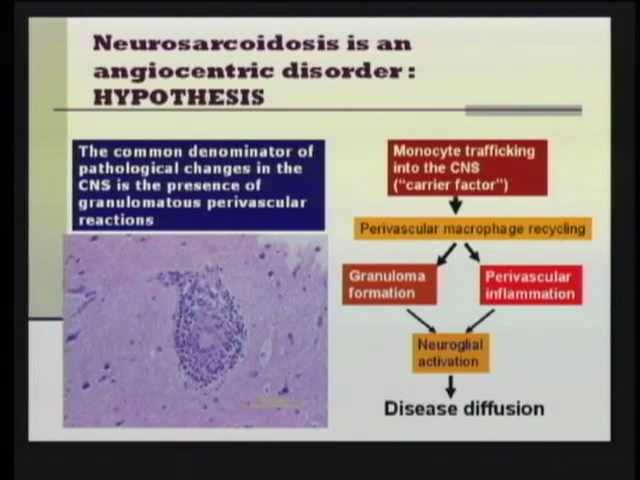 Neurosarcoidosis is an
angiocentric disorder :
HYPOTHESIS
The common denominator of
pathological changes in the
CNS is the presence of
granulomatous perivascular
reactions
Monocyte trafficking
into the CNS
("carrier factor")
Perivascular macrophage recycling
Granuloma
formation
Perivascular
inflammation
Neuroglial
activation
Disease diffusion